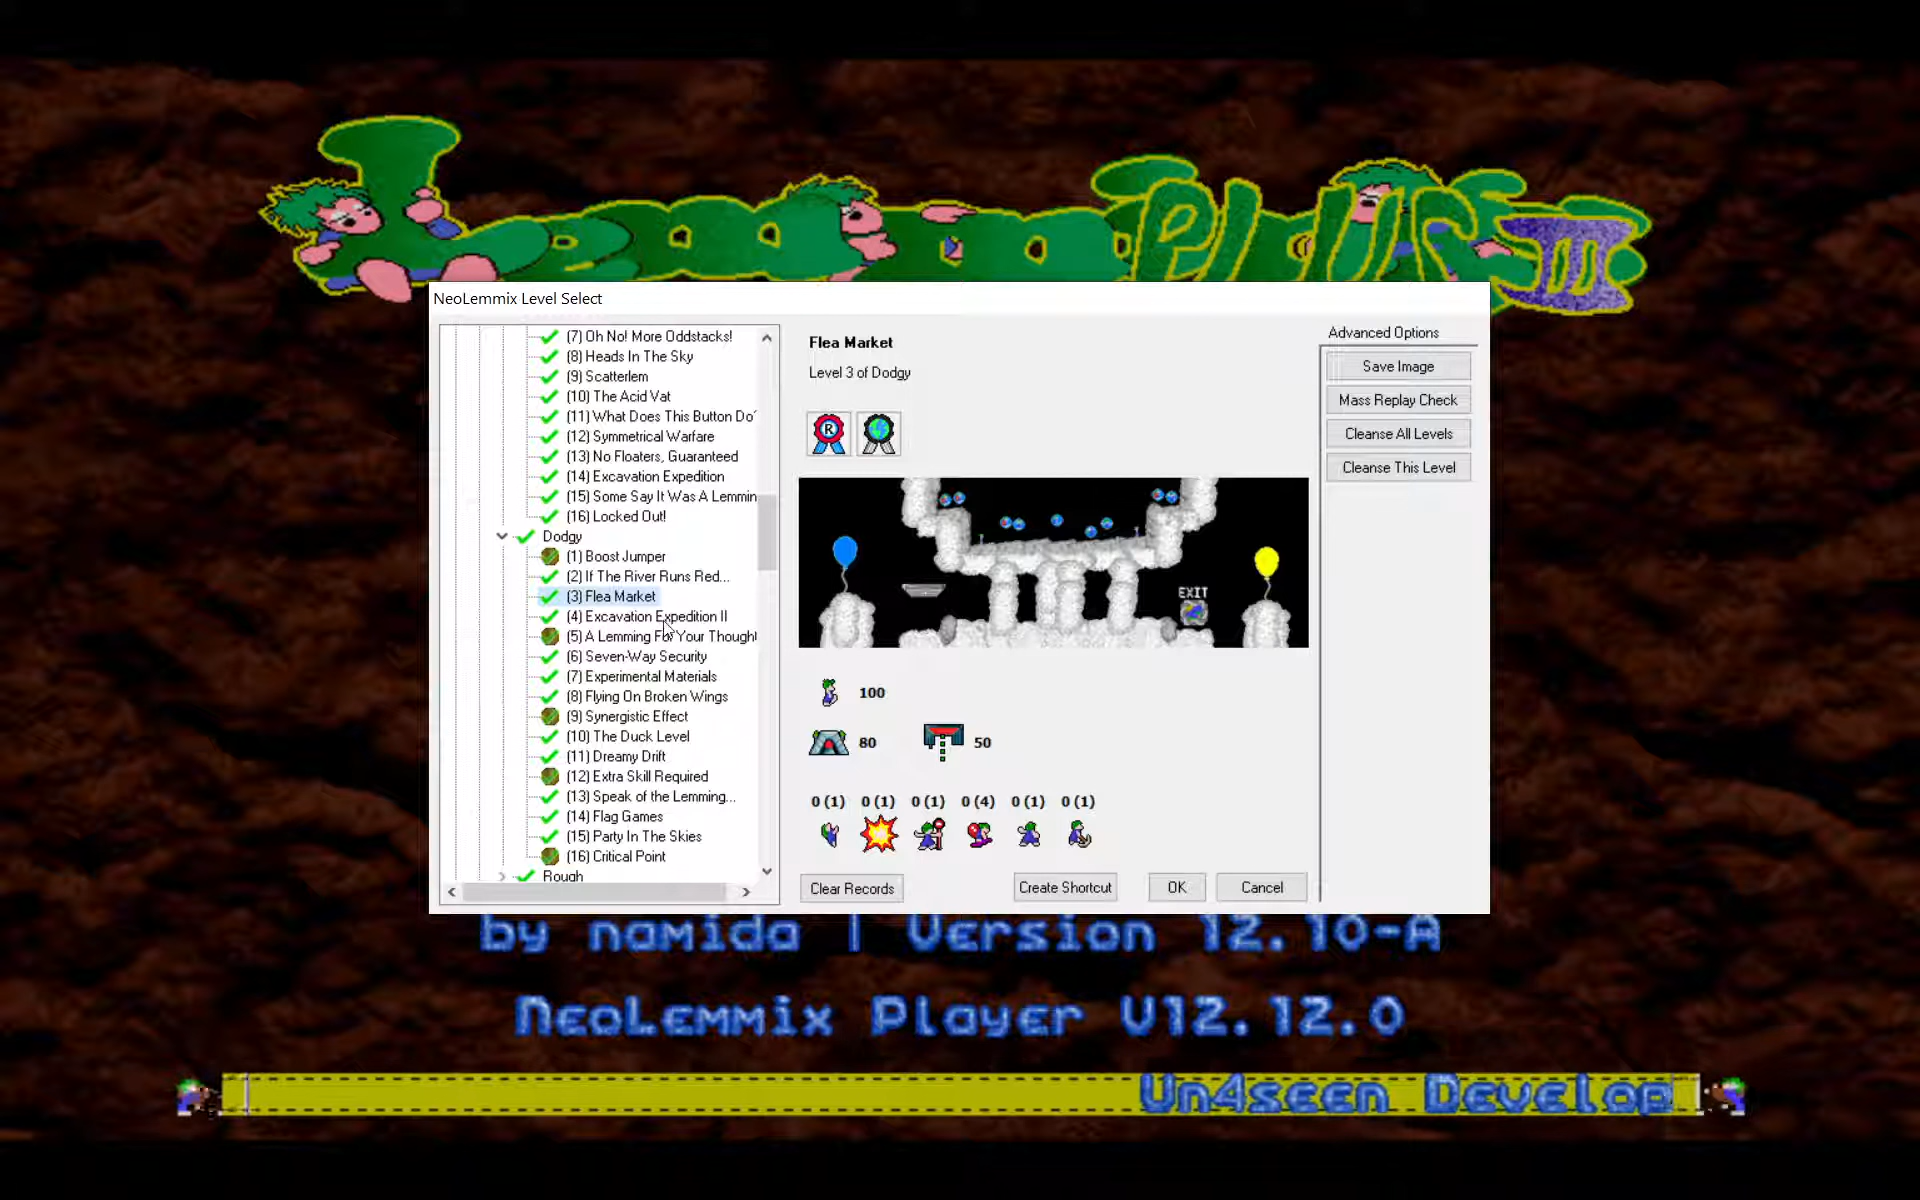 Lemmings PLUS III
NeoLemmix Level Select
(7) Oh No! More Oddstacks!
(8) Heads In The Sky
(9) Scatterlem
(10) The Acid Vat
(11) What Does This Button Do
(12) Symmetrical Warfare
(13) No Floaters, Guaranteed
(14) Excavation Expedition
(15) Some Say It Was A Lemmin
(16) Locked Out!
Dodgy
(1) Boost Jumper
(2) If The River Runs Red...
(3) Flea Market
(4) Excavation Expedition II
(5) A Lemming For Your Though
(6) Seven-Way Security
(7) Experimental Materials
(8) Flying On Broken Wings
(9) Synergistic Effect
(10) The Duck Level
(11) Dreamy Drift
(12) Extra Skill Required
(13) Speak of the Lemming...
(14) Flag Games
(15) Party In The Skies
(16) Critical Point
Rough
Flea Market
Level 3 of Dodgy
R
EXIT
100
80 50
0 (1) 0 (1) 0 (1) 0 (4) 0 (1) 0 (1)
Clear Records Create Shortcut OK Cancel
Advanced Options
Save Image
Mass Replay Check
Cleanse All Levels
Cleanse This Level
by namida | Version 12.10-A
NeoLemmix Player V12.12.0
Un4seen Develop